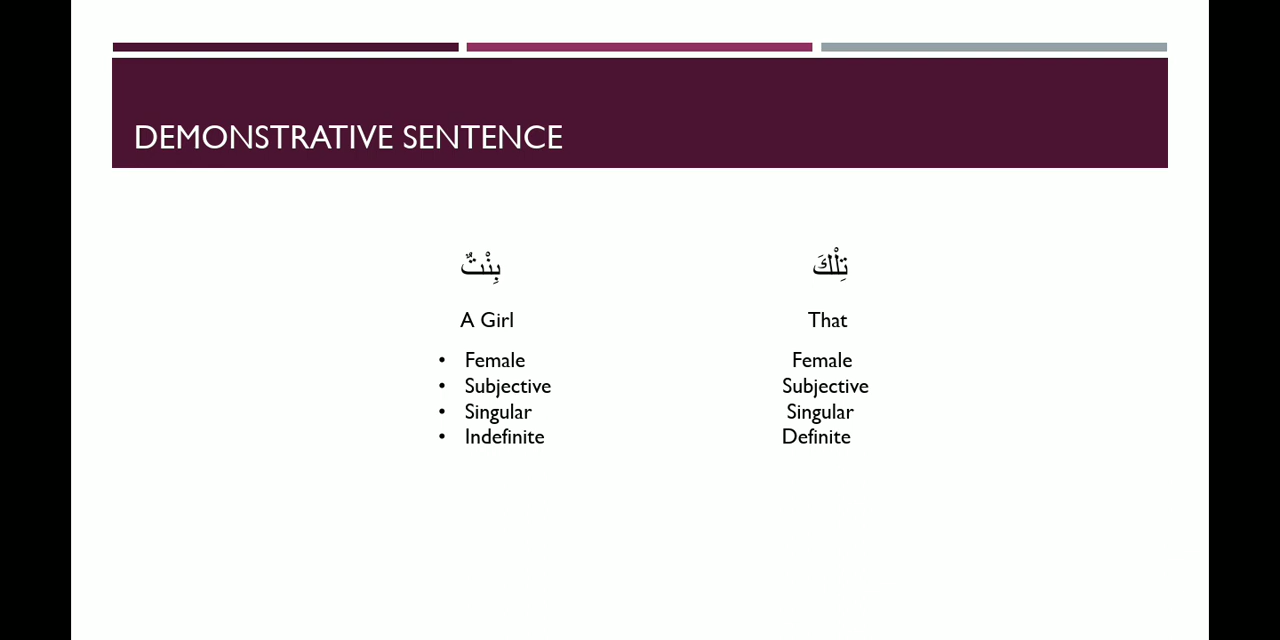 DEMONSTRATIVE SENTENCE
تِلْكَ بِنْتٌ
A Girl That
• Female Female
• Subjective Subjective
• Singular Singular
• Indefinite Definite